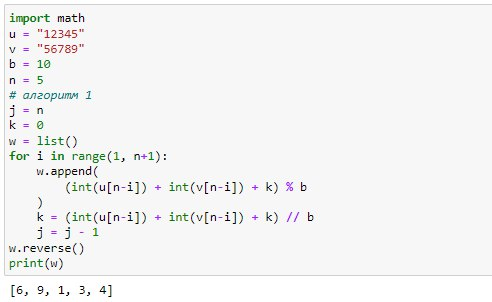 import math
u = "12345"
v = "56789"
b = 10
n = 5
# алгоритм 1
j = n
k = 0
w = list()
for i in range(1, n+1):
    w.append(
        (int(u[n-i]) + int(v[n-i]) + k) % b
    )
    k = (int(u[n-i]) + int(v[n-i]) + k) // b
    j = j - 1
w.reverse()
print(w)
[6, 9, 1, 3, 4]